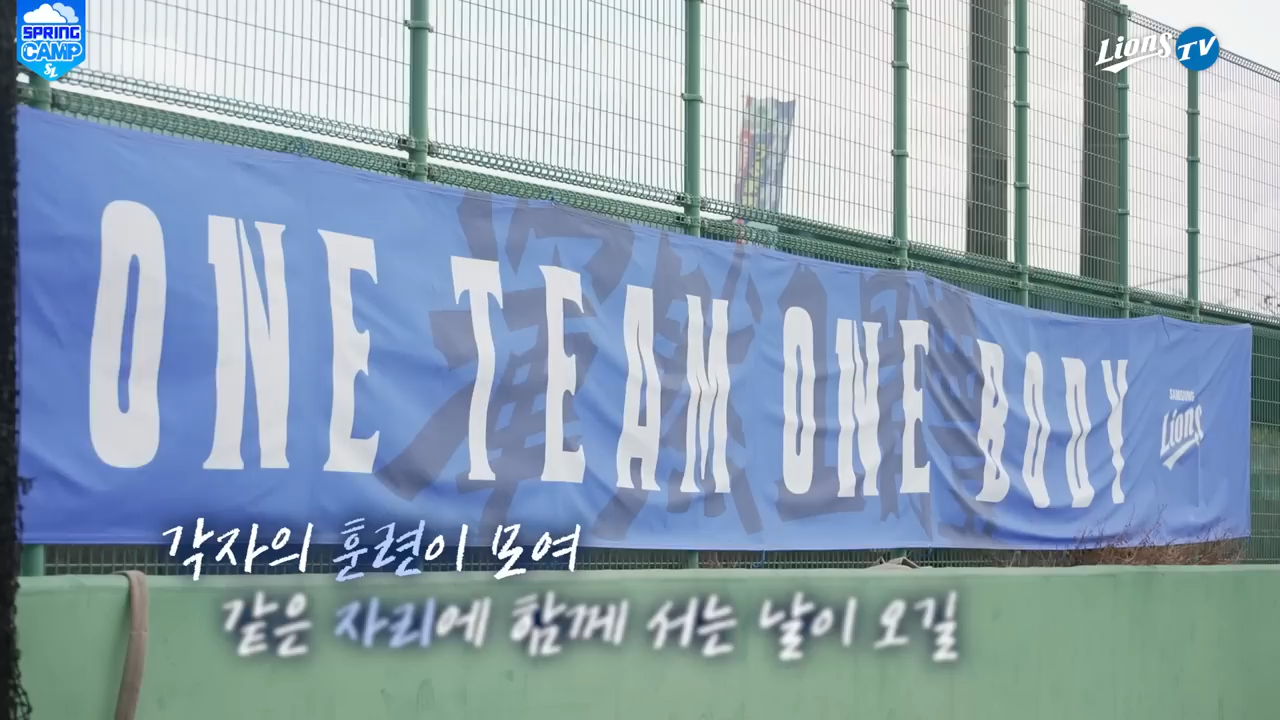 SPRING
CAMP
SL
Lions TV
ONE TEAM ONE BODY
SAMSUNG
Lions
각자의 훈련이 모여
같은 자리에 함께 서는 날이 오길